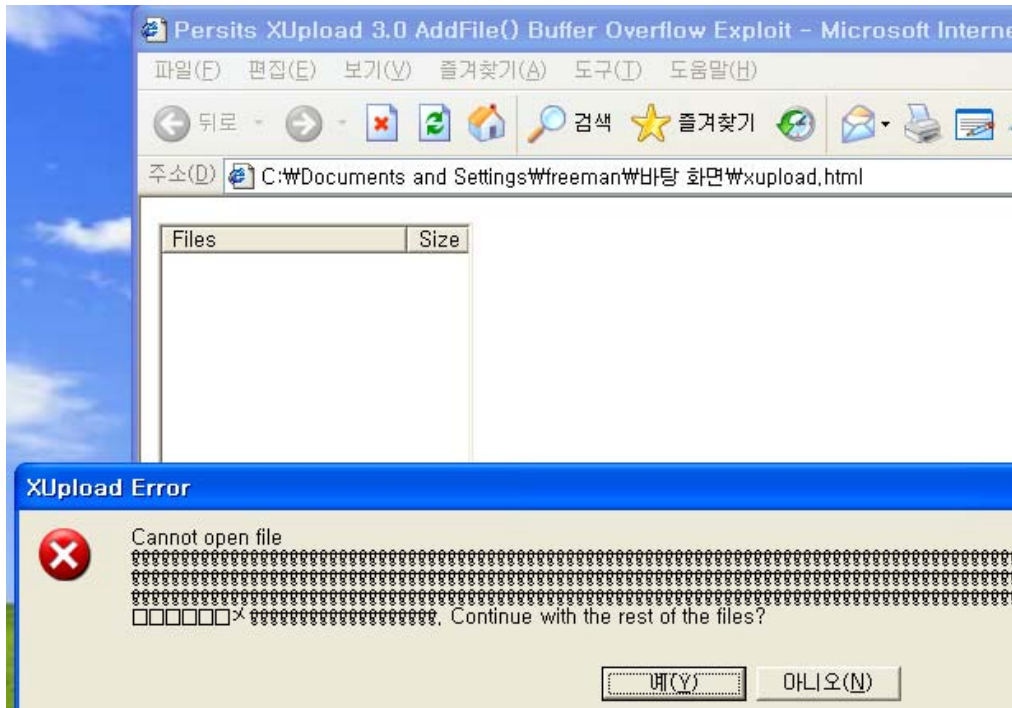 Persits XUpload 3.0 AddFile() Buffer Overflow Exploit - Microsoft Interne
파일(F) 편집(E) 보기(V) 즐겨찾기(A) 도구(T) 도움말(H)
뒤로 검색 즐겨찾기
주소(D) C:₩Documents and Settings₩freeman₩바탕 화면₩xupload.html
Files Size
XUpload Error
Cannot open file
. Continue with the rest of the files?
예(Y) 아니오(N)